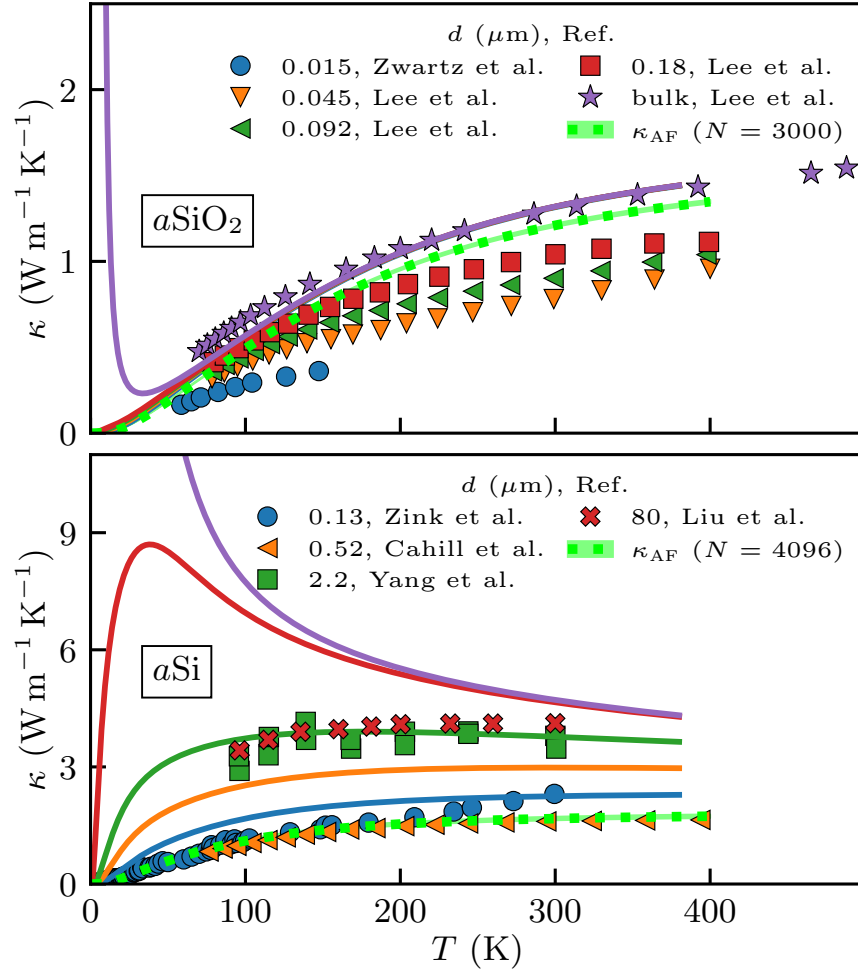 d (μm), Ref.
0.015, Zwartz et al.
0.045, Lee et al.
0.092, Lee et al.
0.18, Lee et al.
bulk, Lee et al.
κ_AF (N = 3000)
2
1
0
κ (W m⁻¹ K⁻¹)
aSiO₂
d (μm), Ref.
0.13, Zink et al.
0.52, Cahill et al.
2.2, Yang et al.
80, Liu et al.
κ_AF (N = 4096)
9
6
3
0
κ (W m⁻¹ K⁻¹)
aSi
0 100 200 300 400
T (K)